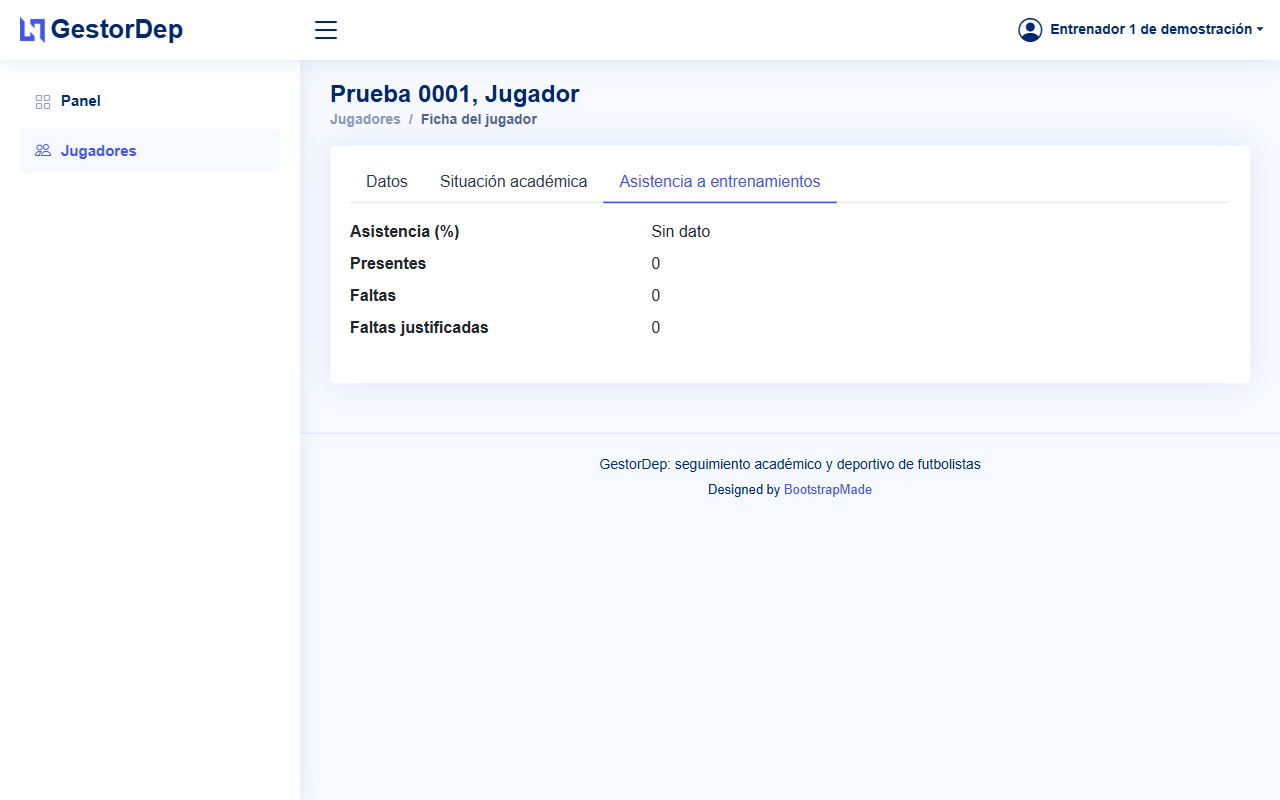 GestorDep
Entrenador 1 de demostración
Panel
Jugadores
Prueba 0001, Jugador
Jugadores / Ficha del jugador
Datos Situación académica Asistencia a entrenamientos
Asistencia (%) Sin dato
Presentes 0
Faltas 0
Faltas justificadas 0
GestorDep: seguimiento académico y deportivo de futbolistas
Designed by BootstrapMade